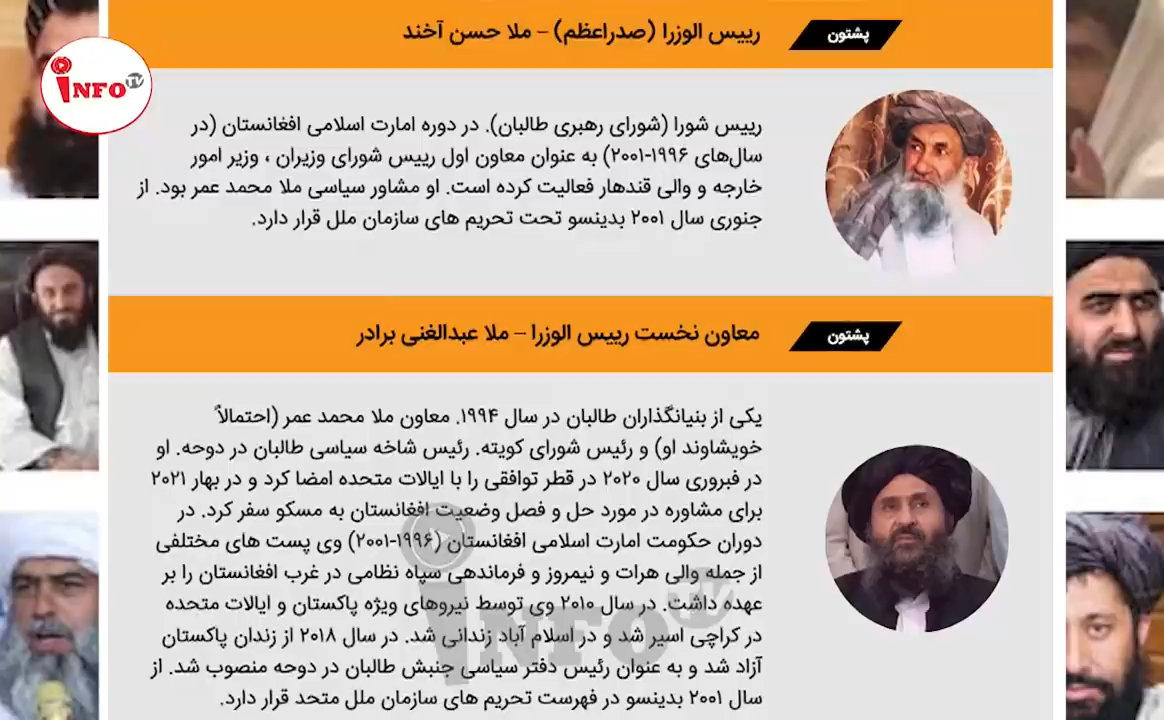 INFO TV
پشتون
رییس الوزرا (صدراعظم) – ملا حسن آخند
رییس شورا (شورای رهبری طالبان). در دوره امارت اسلامی افغانستان (در
سال‌های ۱۹۹۶-۲۰۰۱) به عنوان معاون اول رییس شورای وزیران ، وزیر امور
خارجه و والی قندهار فعالیت کرده است. او مشاور سیاسی ملا محمد عمر بود. از
جنوری سال ۲۰۰۱ بدینسو تحت تحریم های سازمان ملل قرار دارد.
پشتون
معاون نخست رییس الوزرا – ملا عبدالغنی برادر
یکی از بنیانگذاران طالبان در سال ۱۹۹۴. معاون ملا محمد عمر (احتمالاً
خویشاوند او) و رئیس شورای کویته. رئیس شاخه سیاسی طالبان در دوحه. او
در فبروری سال ۲۰۲۰ در قطر توافقی را با ایالات متحده امضا کرد و در بهار ۲۰۲۱
برای مشاوره در مورد حل و فصل وضعیت افغانستان به مسکو سفر کرد. در
دوران حکومت امارت اسلامی افغانستان (۱۹۹۶-۲۰۰۱) وی پست های مختلفی
از جمله والی هرات و نیمروز و فرماندهی سپاه نظامی در غرب افغانستان را بر
عهده داشت. در سال ۲۰۱۰ وی توسط نیروهای ویژه پاکستان و ایالات متحده
در کراچی اسیر شد و در اسلام آباد زندانی شد. در سال ۲۰۱۸ از زندان پاکستان
آزاد شد و به عنوان رئیس دفتر سیاسی جنبش طالبان در دوحه منصوب شد. از
سال ۲۰۰۱ بدینسو در فهرست تحریم های سازمان ملل متحد قرار دارد.
INFO TV